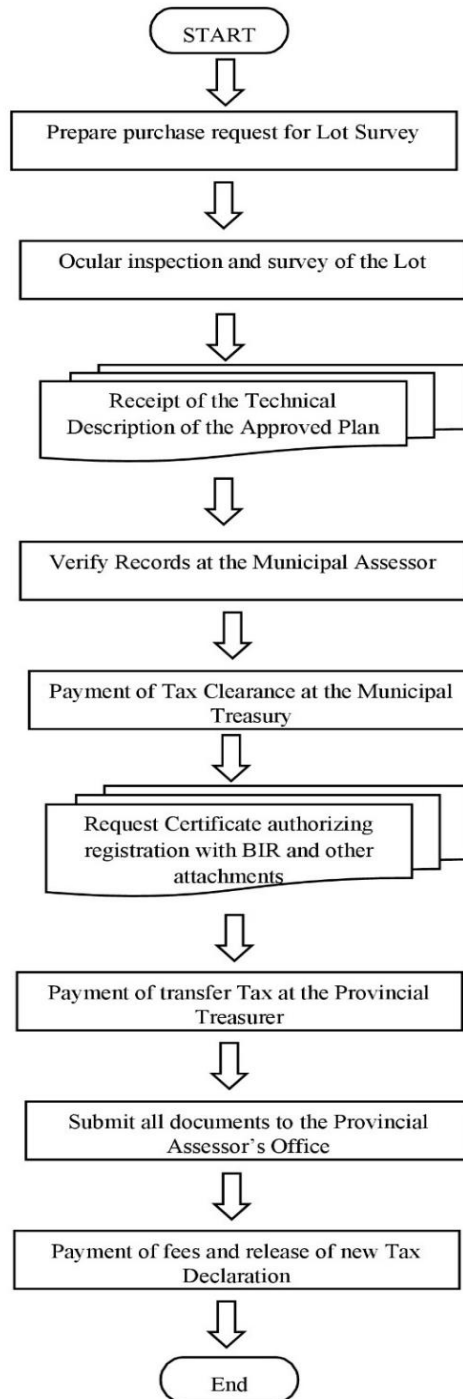 START
Prepare purchase request for Lot Survey
Ocular inspection and survey of the Lot
Receipt of the Technical
Description of the Approved Plan
Verify Records at the Municipal Assessor
Payment of Tax Clearance at the Municipal
Treasury
Request Certificate authorizing
registration with BIR and other
attachments
Payment of transfer Tax at the Provincial
Treasurer
Submit all documents to the Provincial
Assessor's Office
Payment of fees and release of new Tax
Declaration
End